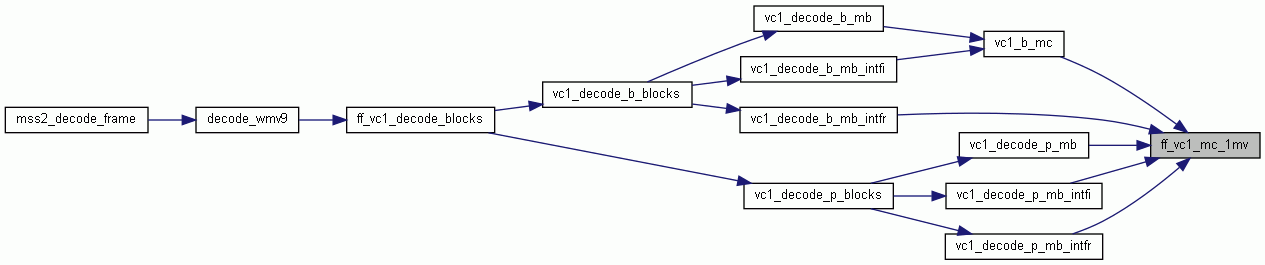 vc1_decode_b_mb
vc1_b_mc
vc1_decode_b_mb_intfi
vc1_decode_b_blocks
mss2_decode_frame
decode_wmv9
ff_vc1_decode_blocks
vc1_decode_b_mb_intfr
vc1_decode_p_mb
ff_vc1_mc_1mv
vc1_decode_p_blocks
vc1_decode_p_mb_intfi
vc1_decode_p_mb_intfr